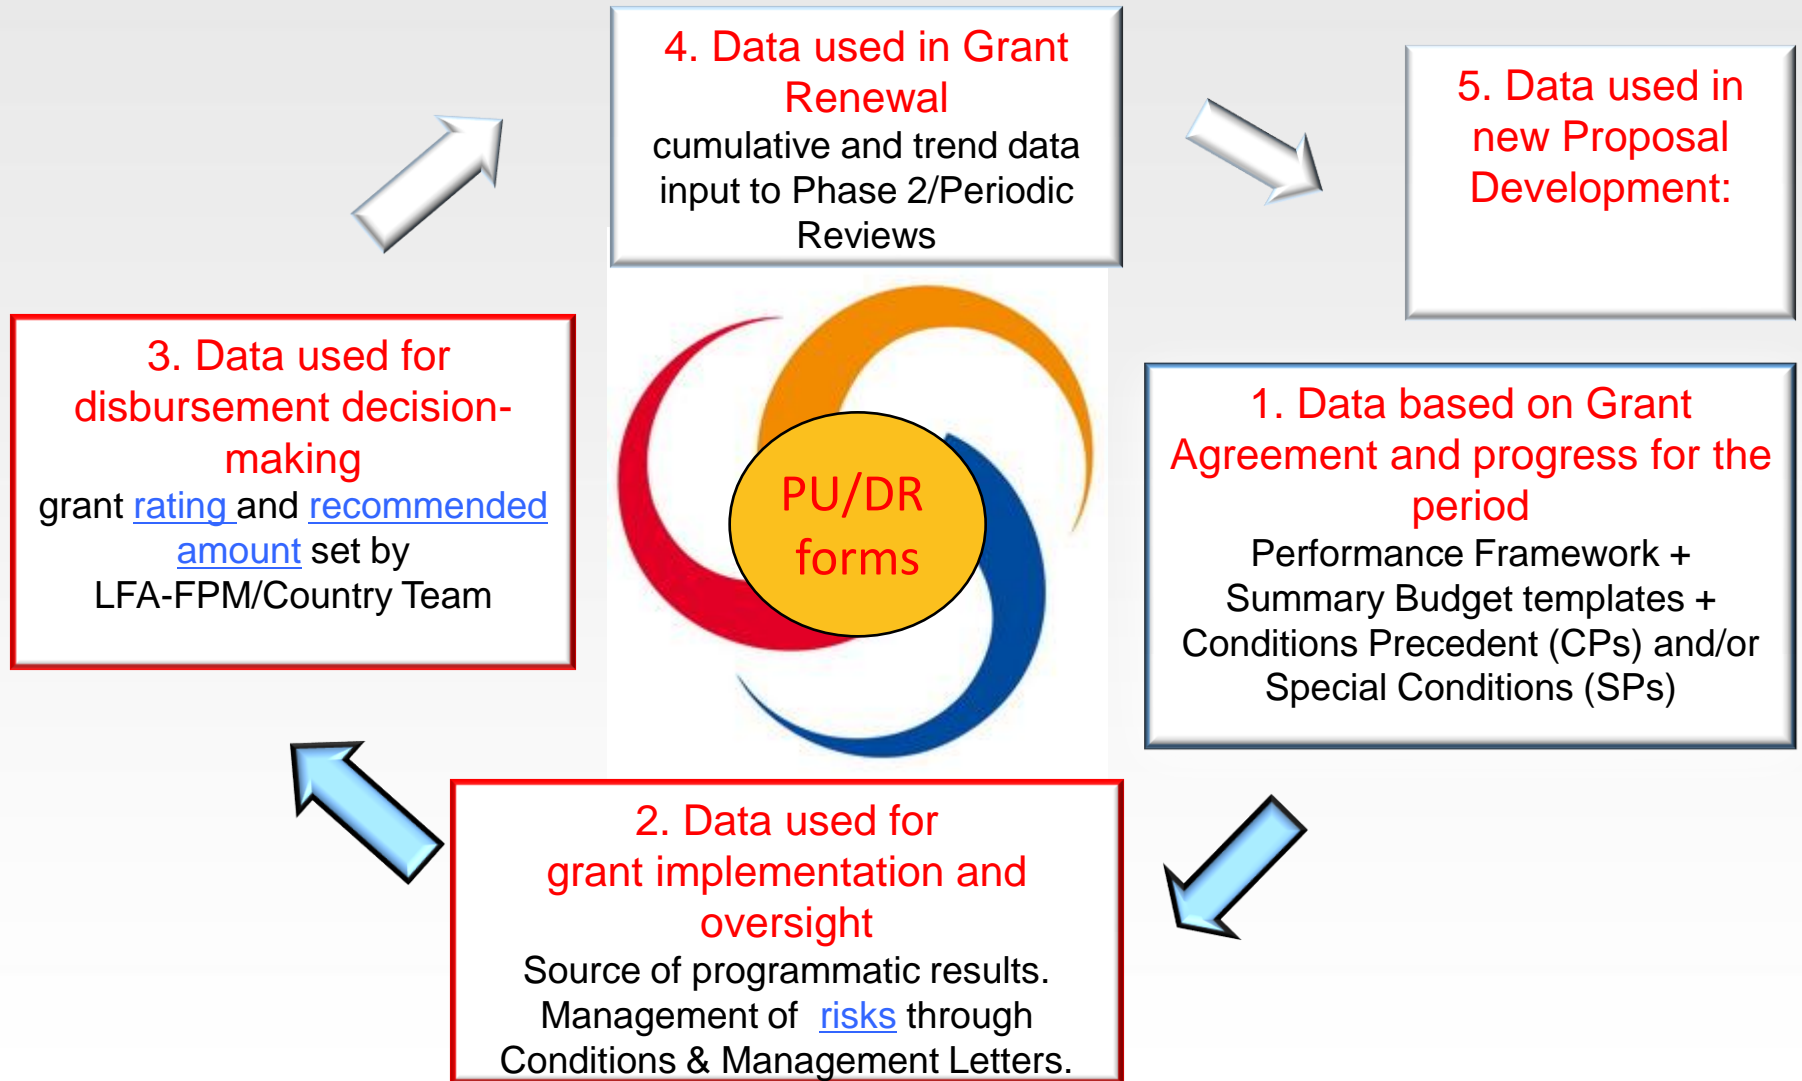 4. Data used in Grant
Renewal
cumulative and trend data
input to Phase 2/Periodic
Reviews
5. Data used in
new Proposal
Development:
3. Data used for
disbursement decision-
making
grant rating and recommended
amount set by
LFA-FPM/Country Team
PU/DR
forms
1. Data based on Grant
Agreement and progress for the
period
Performance Framework +
Summary Budget templates +
Conditions Precedent (CPs) and/or
Special Conditions (SPs)
2. Data used for
grant implementation and
oversight
Source of programmatic results.
Management of risks through
Conditions & Management Letters.